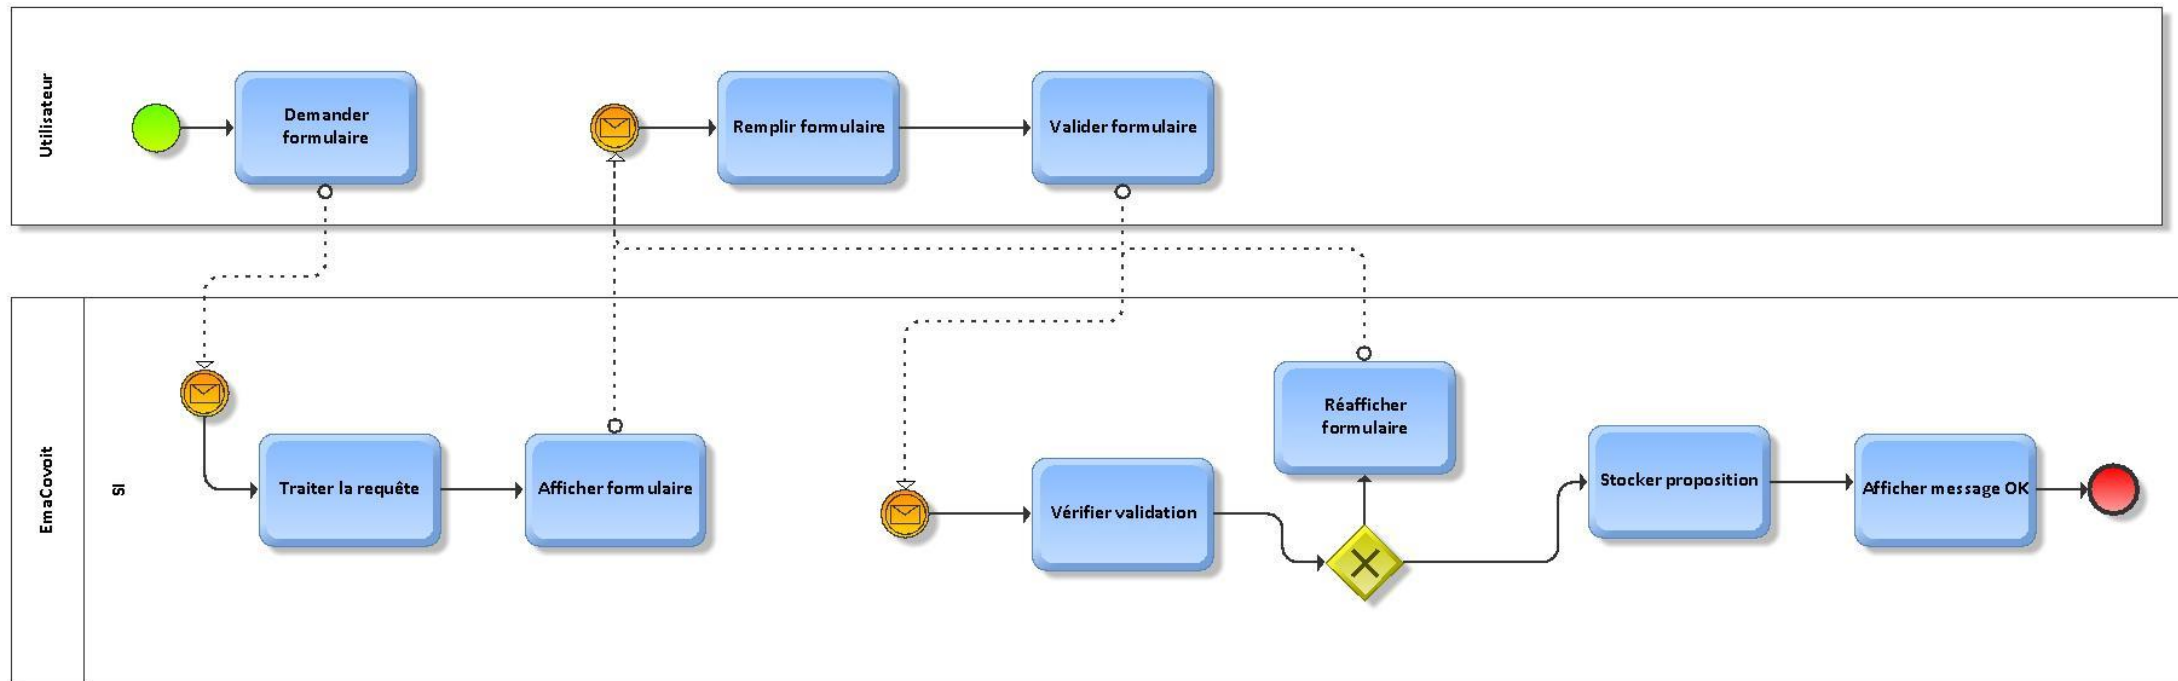 Utilisateur
Demander
formulaire
Remplir formulaire
Valider formulaire
EmaCovoit
SI
Traiter la requête
Afficher formulaire
Vérifier validation
Réafficher
formulaire
Stocker proposition
Afficher message OK